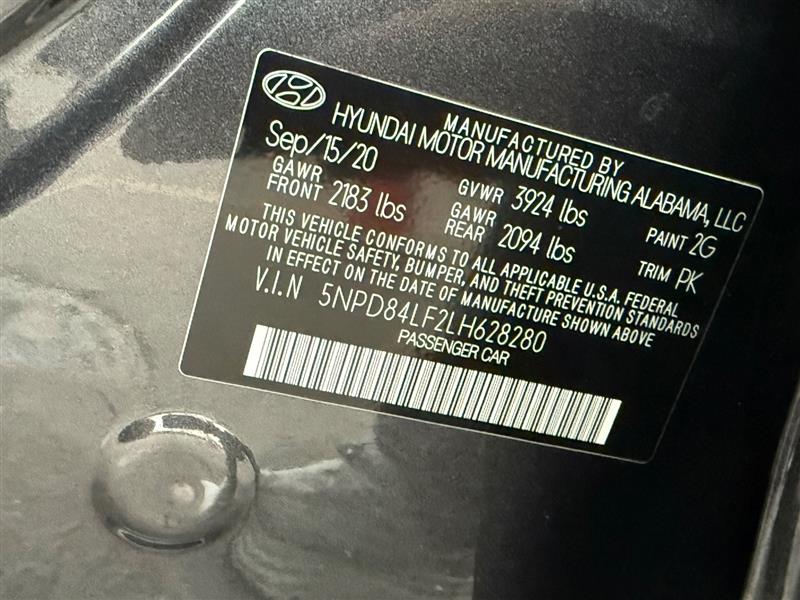 MANUFACTURED BY
HYUNDAI MOTOR MANUFACTURING ALABAMA, LLC
Sep/15/20
GAWR FRONT 2183 lbs
GVWR 3924 lbs
GAWR REAR 2094 lbs
PAINT 2G
TRIM PK
THIS VEHICLE CONFORMS TO ALL APPLICABLE U.S.A. FEDERAL
MOTOR VEHICLE SAFETY, BUMPER, AND THEFT PREVENTION STANDARDS
IN EFFECT ON THE DATE OF MANUFACTURE SHOWN ABOVE
V.I.N 5NPD84LF2LH628280
PASSENGER CAR